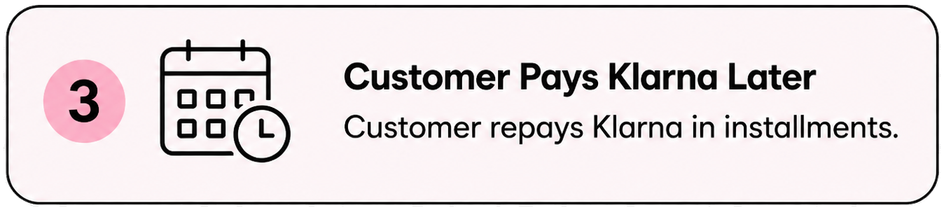 3
Customer Pays Klarna Later
Customer repays Klarna in installments.